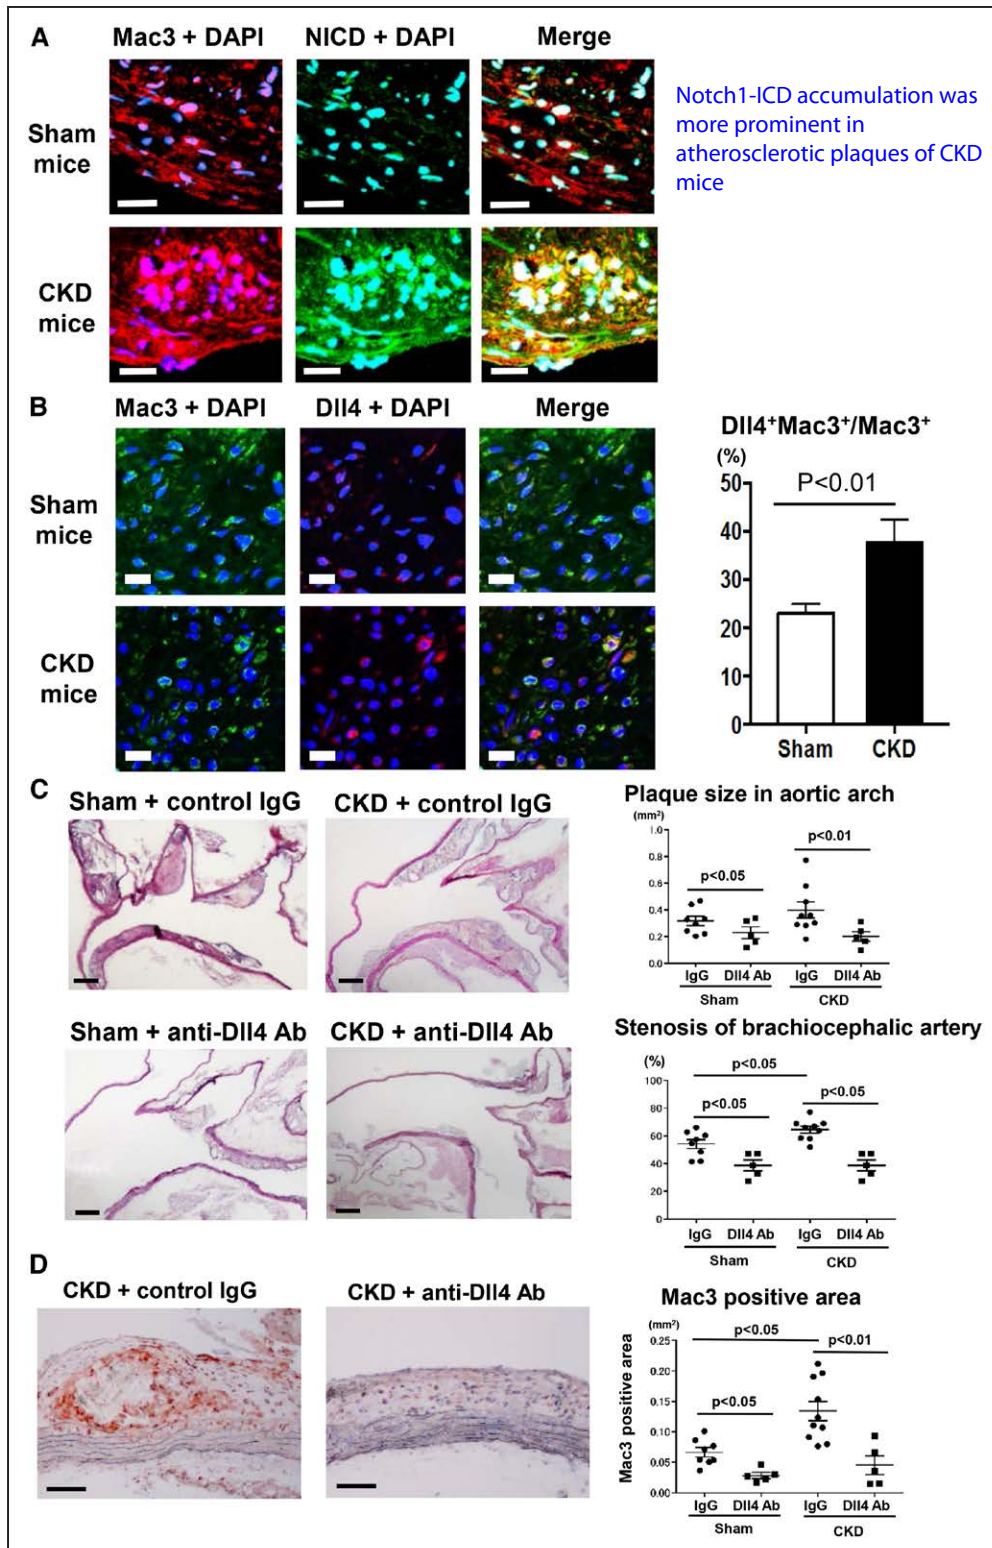 A
Mac3 + DAPI NICD + DAPI Merge
Sham
mice
CKD
mice
Notch1-ICD accumulation was
more prominent in
atherosclerotic plaques of CKD
mice
B
Mac3 + DAPI Dll4 + DAPI Merge
Sham
mice
CKD
mice
Dll4+Mac3+/Mac3+
(%)
P<0.01
50
40
30
20
10
0
Sham CKD
C
Sham + control IgG CKD + control IgG
Sham + anti-Dll4 Ab CKD + anti-Dll4 Ab
Plaque size in aortic arch
(mm²)
1.0
0.8
0.6
0.4
0.2
0.0
p<0.05
p<0.01
IgG Dll4 Ab IgG Dll4 Ab
Sham CKD
Stenosis of brachiocephalic artery
(%)
100
80
60
40
20
0
p<0.05
p<0.05
p<0.05
IgG Dll4 Ab IgG Dll4 Ab
Sham CKD
D
CKD + control IgG CKD + anti-Dll4 Ab
Mac3 positive area
(mm²)
Mac3 positive area
0.25
0.20
0.15
0.10
0.05
0.00
p<0.05
p<0.01
p<0.05
IgG Dll4 Ab IgG Dll4 Ab
Sham CKD